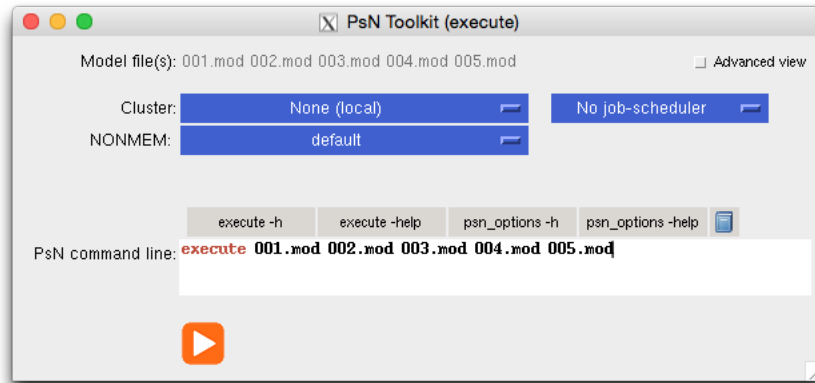 PsN Toolkit (execute)
Model file(s): 001.mod 002.mod 003.mod 004.mod 005.mod Advanced view
Cluster: None (local) No job-scheduler
NONMEM: default
execute -h execute -help psn_options -h psn_options -help
PsN command line: execute 001.mod 002.mod 003.mod 004.mod 005.mod